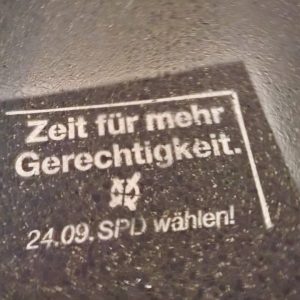 Zeit für mehr
Gerechtigkeit.
24.09. SPD wählen!